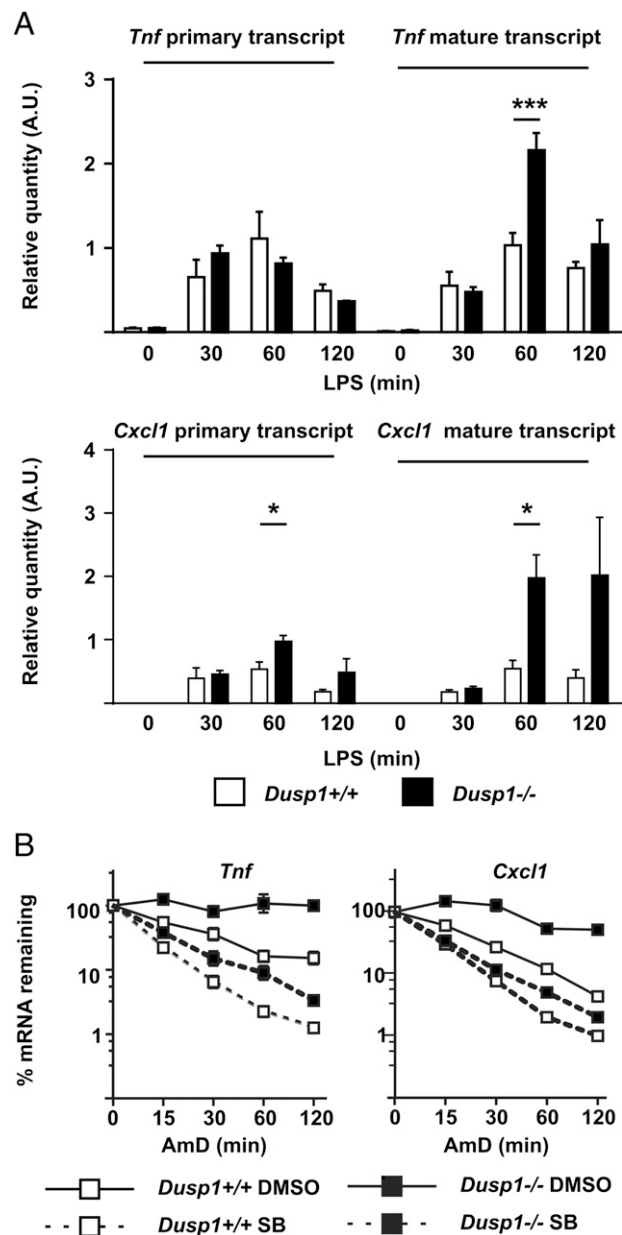 A
Tnf primary transcript Tnf mature transcript
3
***
2
Relative quantity (A.U.)
1
0
0 30 60 120 0 30 60 120
LPS (min)
Cxcl1 primary transcript Cxcl1 mature transcript
4
3
* *
2
Relative quantity (A.U.)
1
0 30 60 120 0 30 60 120
LPS (min)
Dusp1+/+ Dusp1-/-
B
Tnf Cxcl1
% mRNA remaining
100 100
10 10
1 1
0 15 30 60 120 0 15 30 60 120
AmD (min) AmD (min)
Dusp1+/+ DMSO Dusp1-/- DMSO
Dusp1+/+ SB Dusp1-/- SB